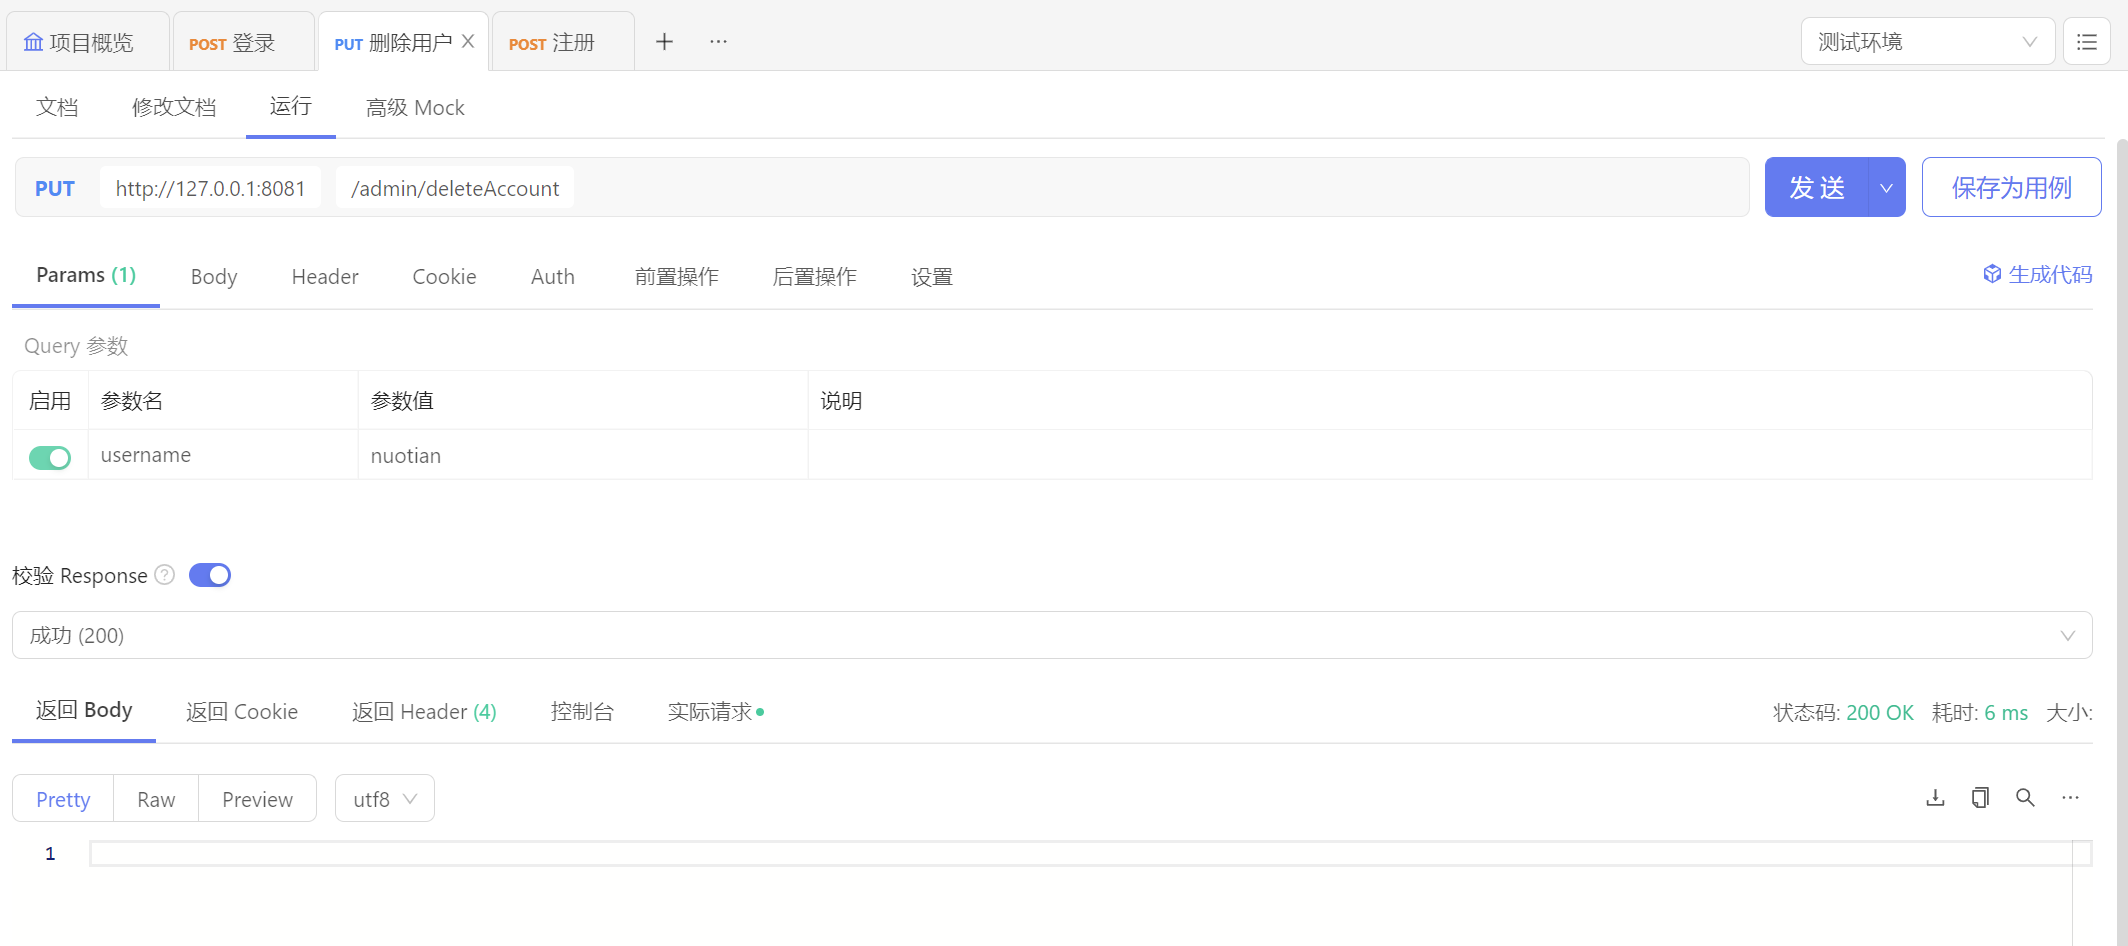 项目概览 POST 登录 PUT 删除用户 POST 注册 测试环境
文档 修改文档 运行 高级 Mock
PUT http://127.0.0.1:8081 /admin/deleteAccount 发 送 保存为用例
Params (1) Body Header Cookie Auth 前置操作 后置操作 设置 生成代码
Query 参数
启用 参数名 参数值 说明
username nuotian
校验 Response ?
成功 (200)
返回 Body 返回 Cookie 返回 Header (4) 控制台 实际请求 状态码: 200 OK 耗时: 6 ms 大小:
Pretty Raw Preview utf8
1